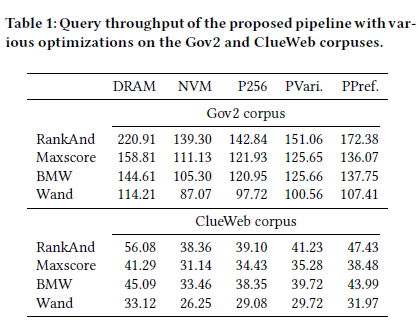 Table 1: Query throughput of the proposed pipeline with var-
ious optimizations on the Gov2 and ClueWeb corpuses.
DRAM NVM P256 PVari. PPref.
Gov2 corpus
RankAnd 220.91 139.30 142.84 151.06 172.38
Maxscore 158.81 111.13 121.93 125.65 136.07
BMW 144.61 105.30 120.95 125.66 137.75
Wand 114.21 87.07 97.72 100.56 107.41
ClueWeb corpus
RankAnd 56.08 38.36 39.10 41.23 47.43
Maxscore 41.29 31.14 34.43 35.28 38.48
BMW 45.09 33.46 38.35 39.72 43.99
Wand 33.12 26.25 29.08 29.72 31.97